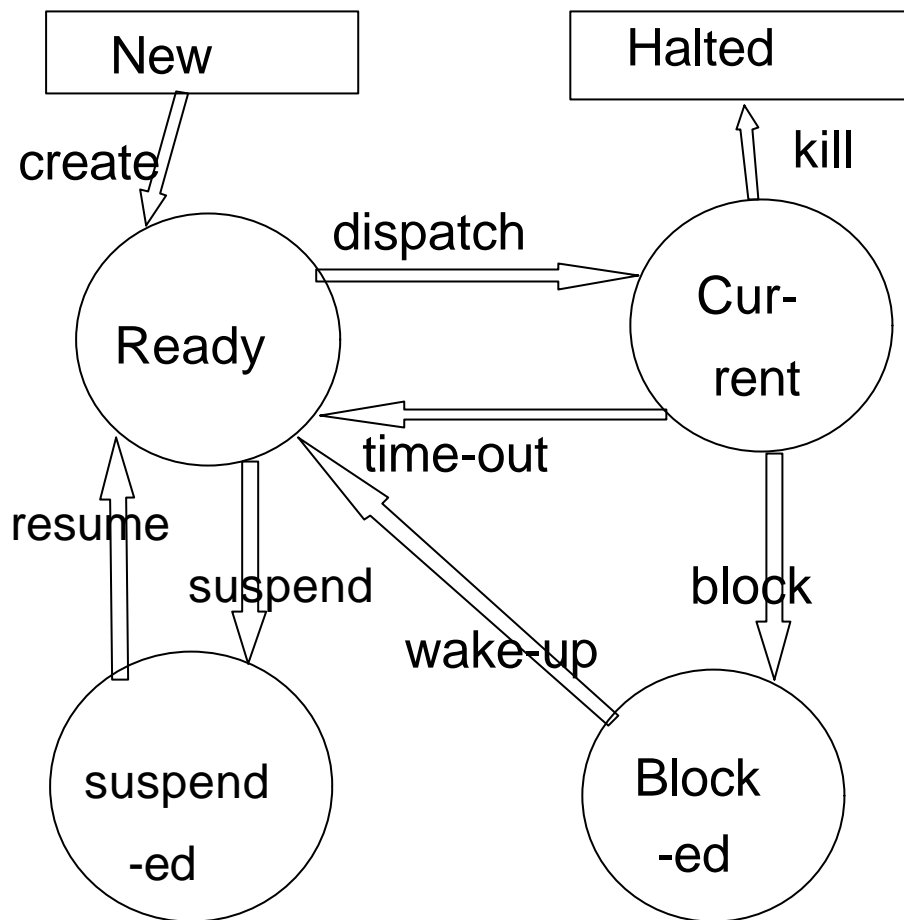 New
Halted
create
kill
dispatch
Ready
Cur-
rent
time-out
resume
suspend
block
wake-up
suspend
-ed
Block
-ed